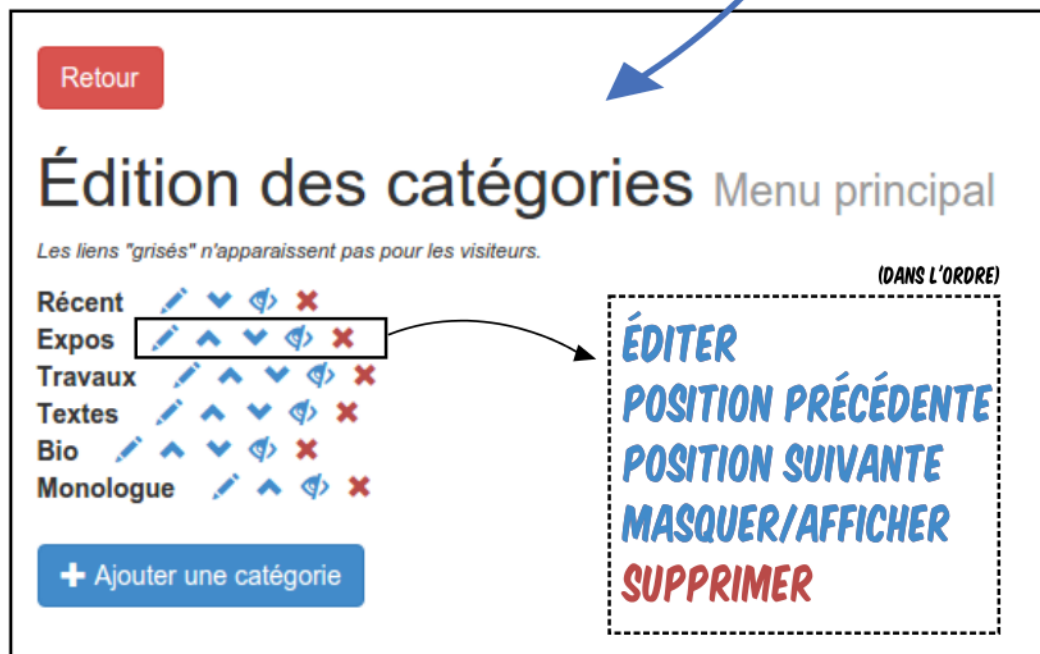 Retour
Édition des catégories Menu principal
Les liens "grisés" n'apparaissent pas pour les visiteurs.
(DANS L'ORDRE)
Récent
Expos
Travaux
Textes
Bio
Monologue
ÉDITER
POSITION PRÉCÉDENTE
POSITION SUIVANTE
MASQUER/AFFICHER
SUPPRIMER
Ajouter une catégorie